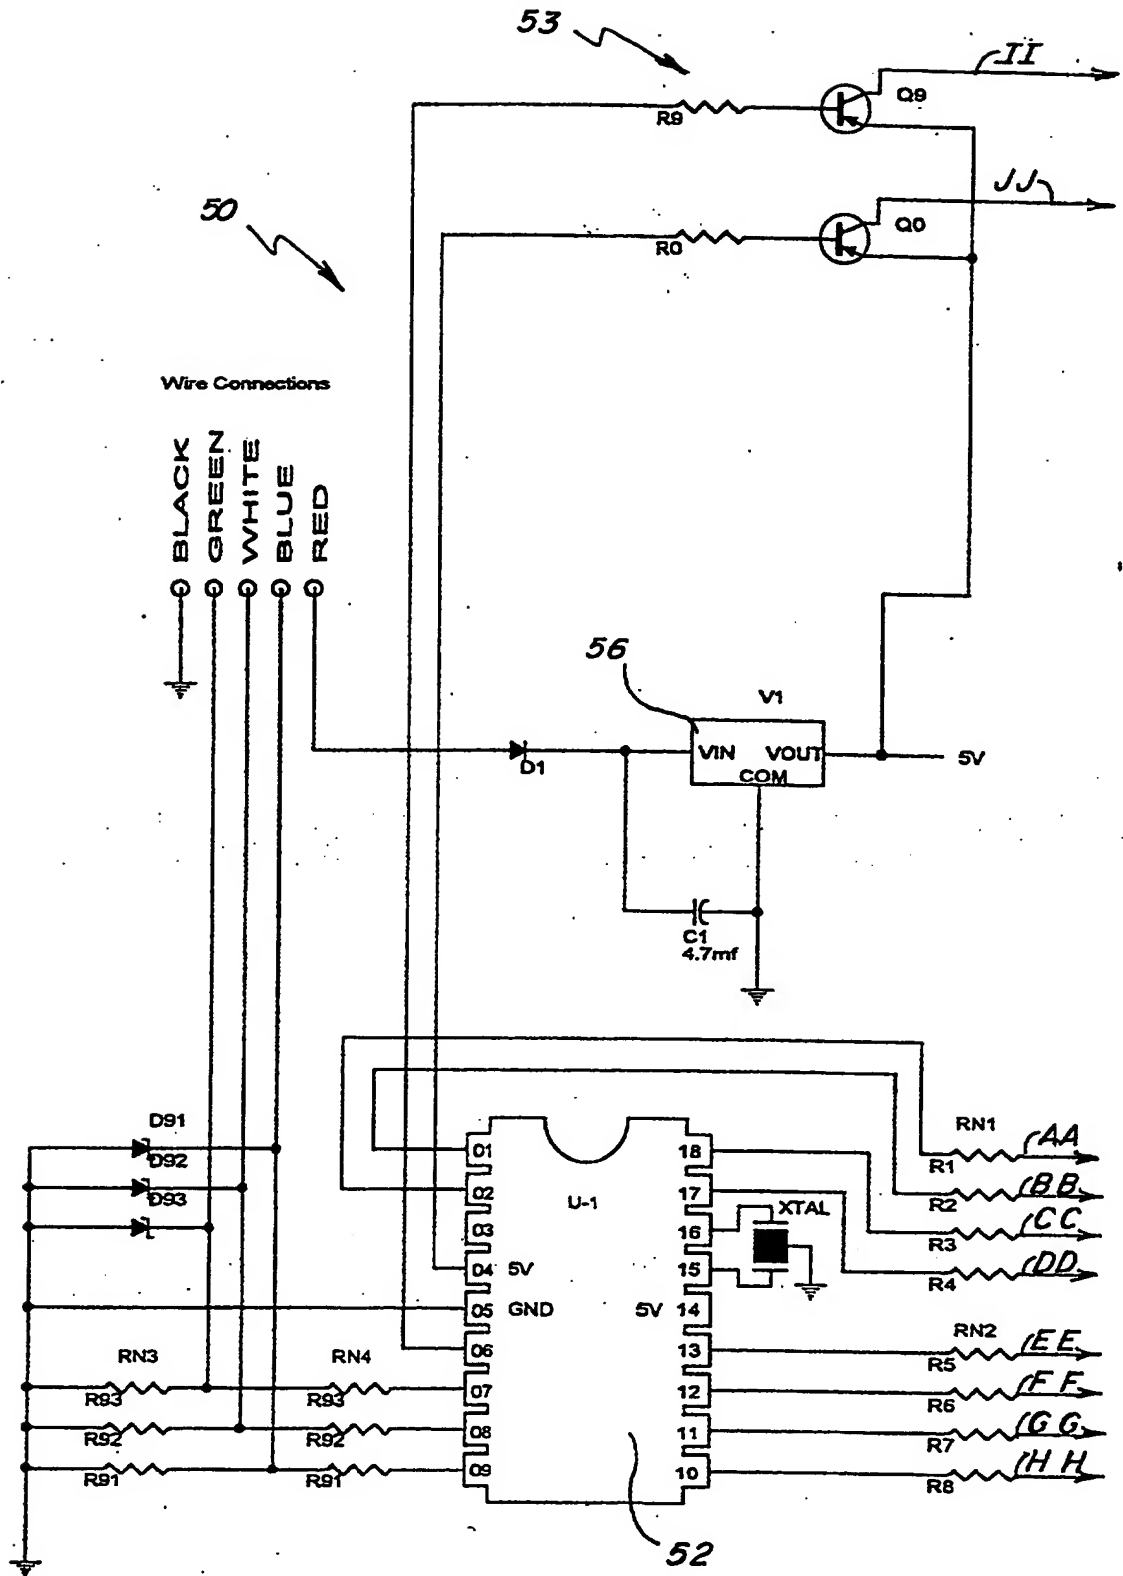 53
II
Q9
R9
JJ
50
Q0
R0
Wire Connections
BLACK
GREEN
WHITE
BLUE
RED
56
V1
VIN
VOUT
5V
D1
COM
C1
4.7mf
D91
D92
D93
RN1
AA
R1
BB
R2
CC
R3
DD
R4
XTAL
U-1
01
02
03
04 5V
05 GND
06
07
08
09
18
17
16
15
5V 14
13
12
11
10
RN2
EE
R5
FF
R6
GG
R7
HH
R8
RN3
RN4
R93
R93
R92
R92
R91
R91
52